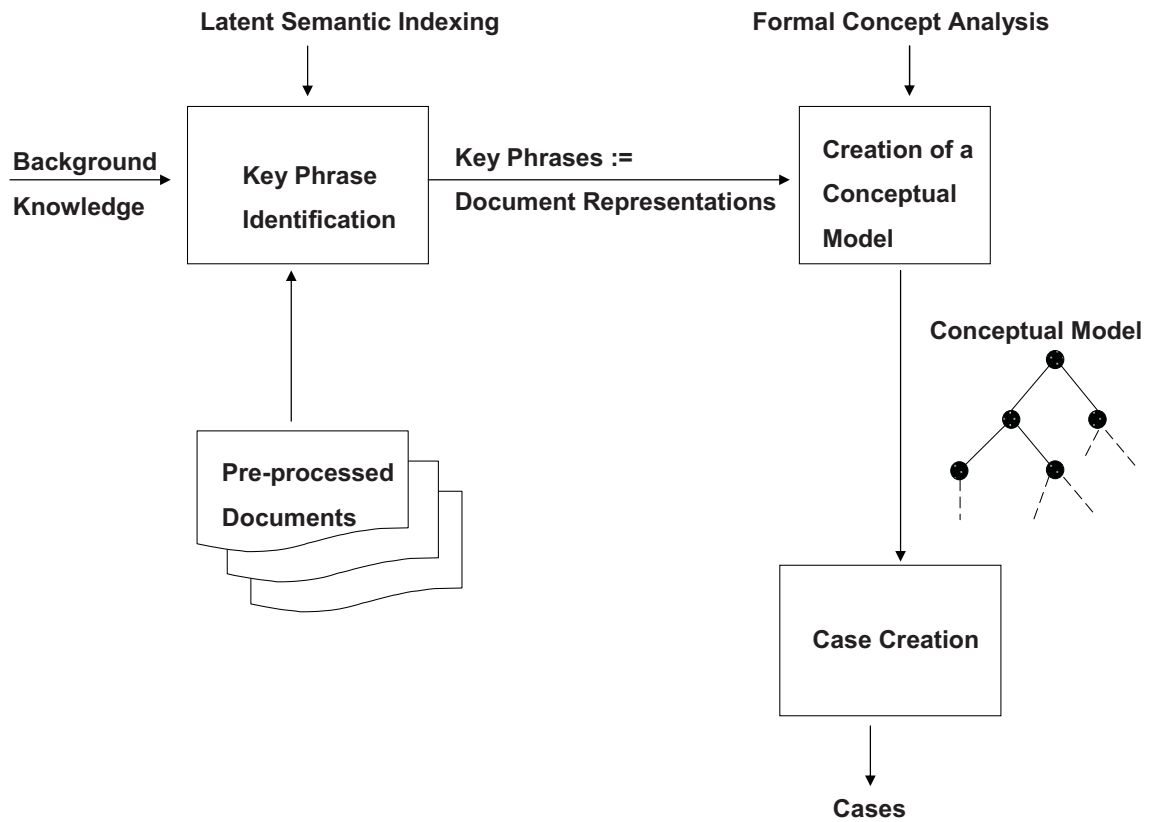 Latent Semantic Indexing
Formal Concept Analysis
Background
Knowledge
Key Phrase
Identification
Key Phrases :=
Document Representations
Creation of a
Conceptual
Model
Conceptual Model
Pre-processed
Documents
Case Creation
Cases